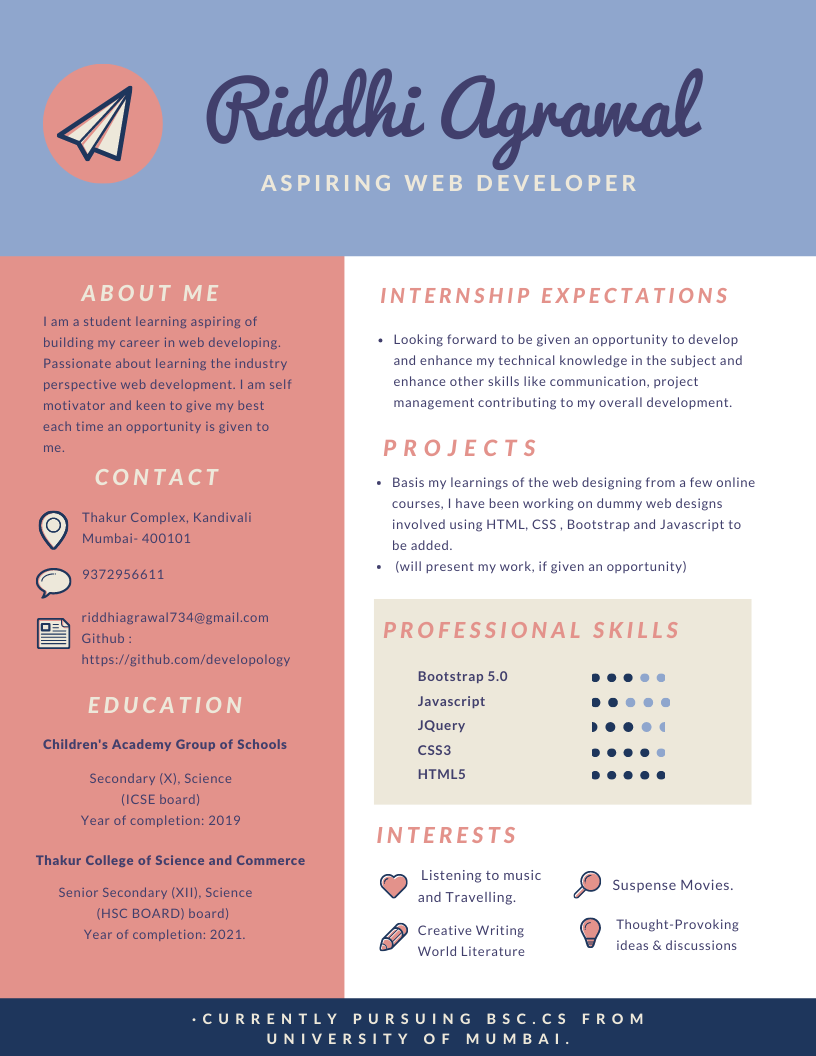 Riddhi Agrawal
ASPIRING WEB DEVELOPER
ABOUT ME
I am a student learning aspiring of
building my career in web developing.
Passionate about learning the industry
perspective web development. I am self
motivator and keen to give my best
each time an opportunity is given to
me.
CONTACT
Thakur Complex, Kandivali
Mumbai- 400101
9372956611
riddhiagrawal734@gmail.com
Github :
https://github.com/developology
EDUCATION
Children's Academy Group of Schools
Secondary (X), Science
(ICSE board)
Year of completion: 2019
Thakur College of Science and Commerce
Senior Secondary (XII), Science
(HSC BOARD) board)
Year of completion: 2021.
INTERNSHIP EXPECTATIONS
• Looking forward to be given an opportunity to develop
and enhance my technical knowledge in the subject and
enhance other skills like communication, project
management contributing to my overall development.
PROJECTS
• Basis my learnings of the web designing from a few online
courses, I have been working on dummy web designs
involved using HTML, CSS , Bootstrap and Javascript to
be added.
• (will present my work, if given an opportunity)
PROFESSIONAL SKILLS
Bootstrap 5.0
Javascript
JQuery
CSS3
HTML5
INTERESTS
Listening to music
and Travelling.
Suspense Movies.
Creative Writing
World Literature
Thought-Provoking
ideas & discussions
·CURRENTLY PURSUING BSC.CS FROM
UNIVERSITY OF MUMBAI.